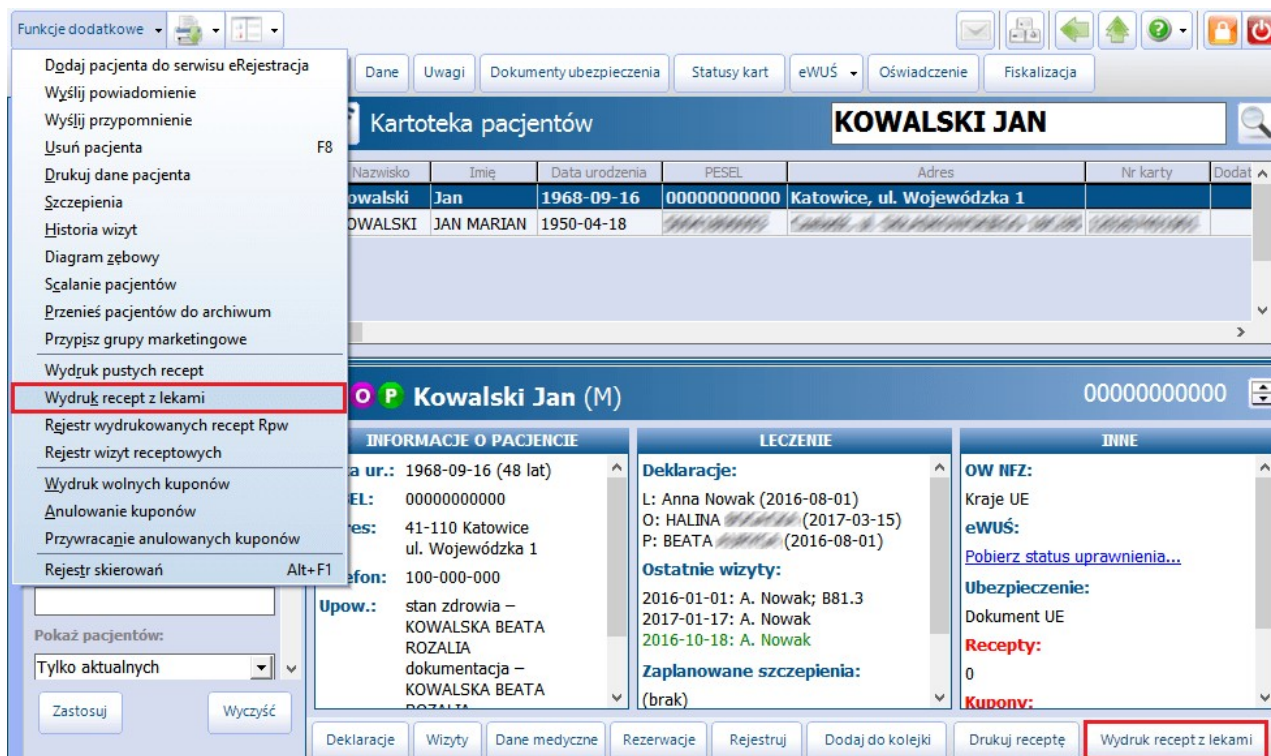 Funkcje dodatkowe
Dodaj pacjenta do serwisu eRejestracja
Wyślij powiadomienie
Wyślij przypomnienie
Usuń pacjenta F8
Drukuj dane pacjenta
Szczepienia
Historia wizyt
Diagram zębowy
Scalanie pacjentów
Przenieś pacjentów do archiwum
Przypisz grupy marketingowe
Wydruk pustych recept
Wydruk recept z lekami
Rejestr wydrukowanych recept Rpw
Rejestr wizyt receptowych
Wydruk wolnych kuponów
Anulowanie kuponów
Przywracanie anulowanych kuponów
Rejestr skierowań Alt+F1
Pokaż pacjentów:
Tylko aktualnych
Zastosuj Wyczyść
Dane Uwagi Dokumenty ubezpieczenia Statusy kart eWUŚ Oświadczenie Fiskalizacja
Kartoteka pacjentów KOWALSKI JAN
Nazwisko Imię Data urodzenia PESEL Adres Nr karty Dodat
owalski Jan 1968-09-16 00000000000 Katowice, ul. Wojewódzka 1
OWALSKI JAN MARIAN 1950-04-18
O P Kowalski Jan (M) 00000000000
INFORMACJE O PACJENCIE
a ur.: 1968-09-16 (48 lat)
EL: 00000000000
es: 41-110 Katowice
ul. Wojewódzka 1
efon: 100-000-000
Upow.: stan zdrowia –
KOWALSKA BEATA
ROZALIA
dokumentacja –
KOWALSKA BEATA
ROZALIA
LECZENIE
Deklaracje:
L: Anna Nowak (2016-08-01)
O: HALINA (2017-03-15)
P: BEATA (2016-08-01)
Ostatnie wizyty:
2016-01-01: A. Nowak; B81.3
2017-01-17: A. Nowak
2016-10-18: A. Nowak
Zaplanowane szczepienia:
(brak)
INNE
OW NFZ:
Kraje UE
eWUŚ:
Pobierz status uprawnienia...
Ubezpieczenie:
Dokument UE
Recepty:
0
Kupony:
Deklaracje Wizyty Dane medyczne Rezerwacje Rejestruj Dodaj do kolejki Drukuj receptę Wydruk recept z lekami